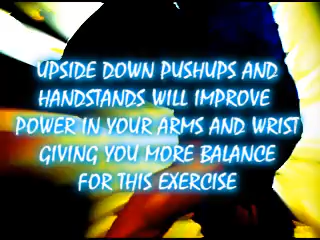 UPSIDE DOWN PUSHUPS AND
HANDSTANDS WILL IMPROVE
POWER IN YOUR ARMS AND WRIST
GIVING YOU MORE BALANCE
FOR THIS EXERCISE